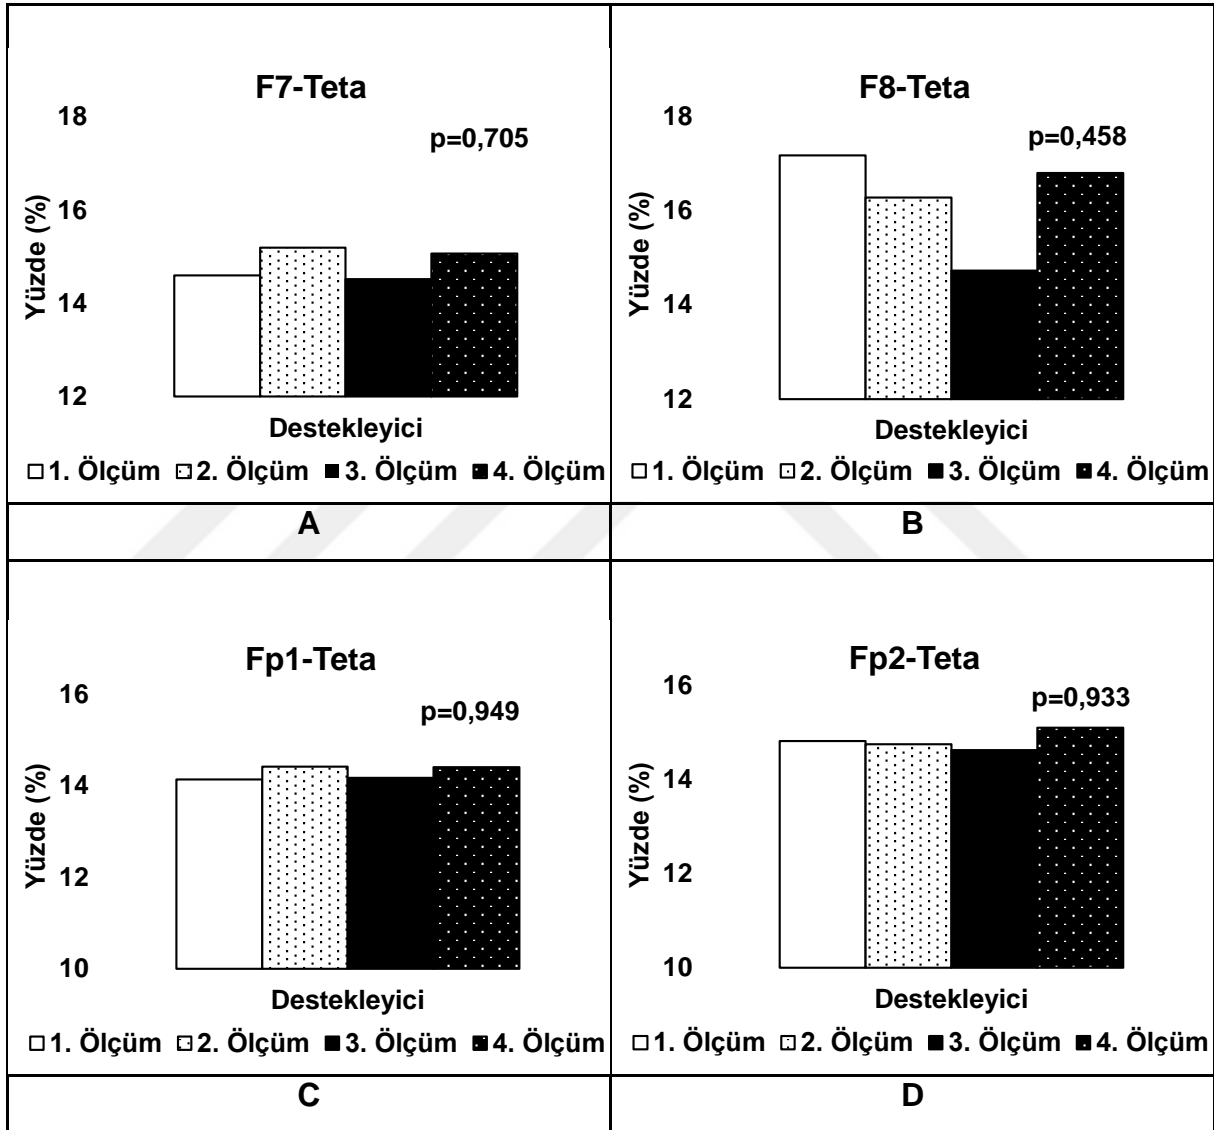 F7-Teta
p=0,705
18
16
14
12
Yüzde (%)
Destekleyici
1. Ölçüm 2. Ölçüm 3. Ölçüm 4. Ölçüm
A
F8-Teta
p=0,458
18
16
14
12
Yüzde (%)
Destekleyici
1. Ölçüm 2. Ölçüm 3. Ölçüm 4. Ölçüm
B
Fp1-Teta
p=0,949
16
14
12
10
Yüzde (%)
Destekleyici
1. Ölçüm 2. Ölçüm 3. Ölçüm 4. Ölçüm
C
Fp2-Teta
p=0,933
16
14
12
10
Yüzde (%)
Destekleyici
1. Ölçüm 2. Ölçüm 3. Ölçüm 4. Ölçüm
D